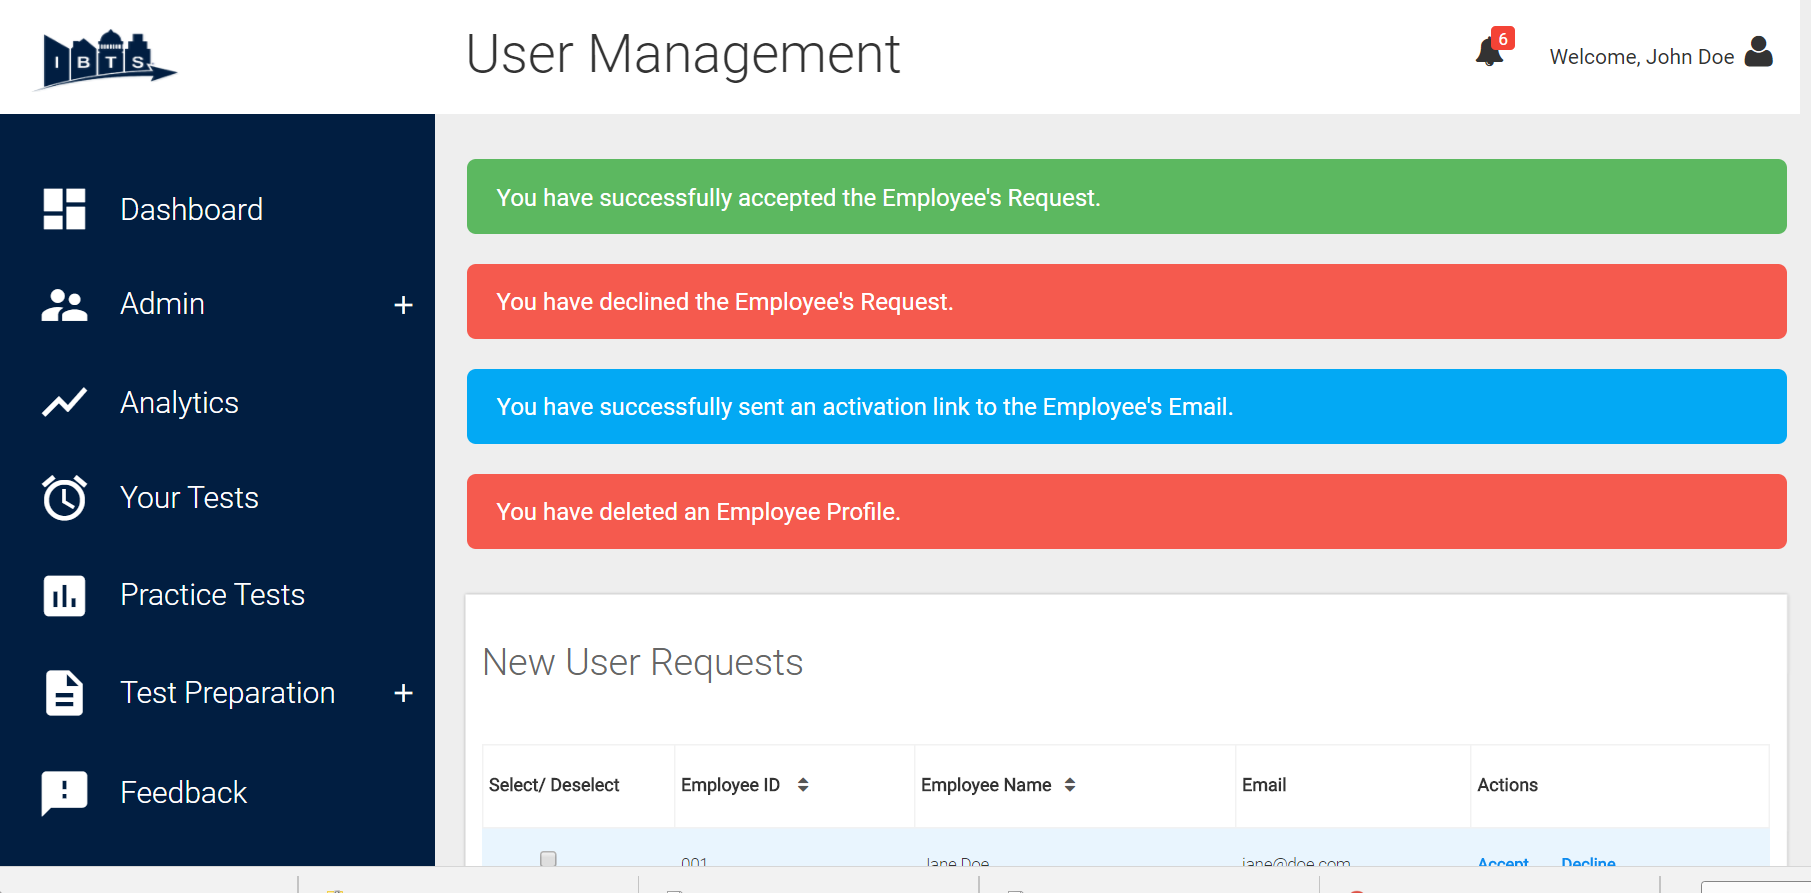 IBTS
User Management
6
Welcome, John Doe
Dashboard
Admin +
Analytics
Your Tests
Practice Tests
Test Preparation +
Feedback
You have successfully accepted the Employee's Request.
You have declined the Employee's Request.
You have successfully sent an activation link to the Employee's Email.
You have deleted an Employee Profile.
New User Requests
Select/ Deselect Employee ID Employee Name Email Actions
001 Jane Doe jane@doe.com Accept Decline